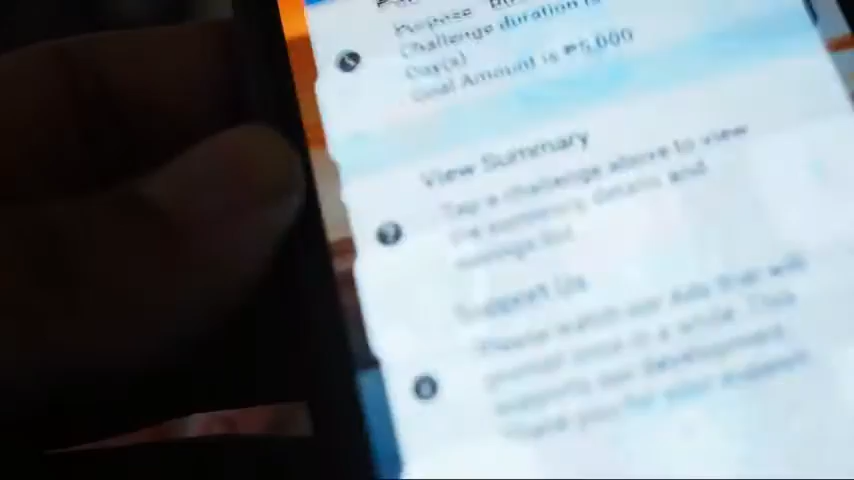 Purpose
Challenge duration is
Day(s)
Goal Amount is ₱5,000
View Summary
Tap a challenge above to view
details and
savings list
Support Us
Please watch our Ads that will
prompt once in a while. This
supports our development.
Thank you for your support